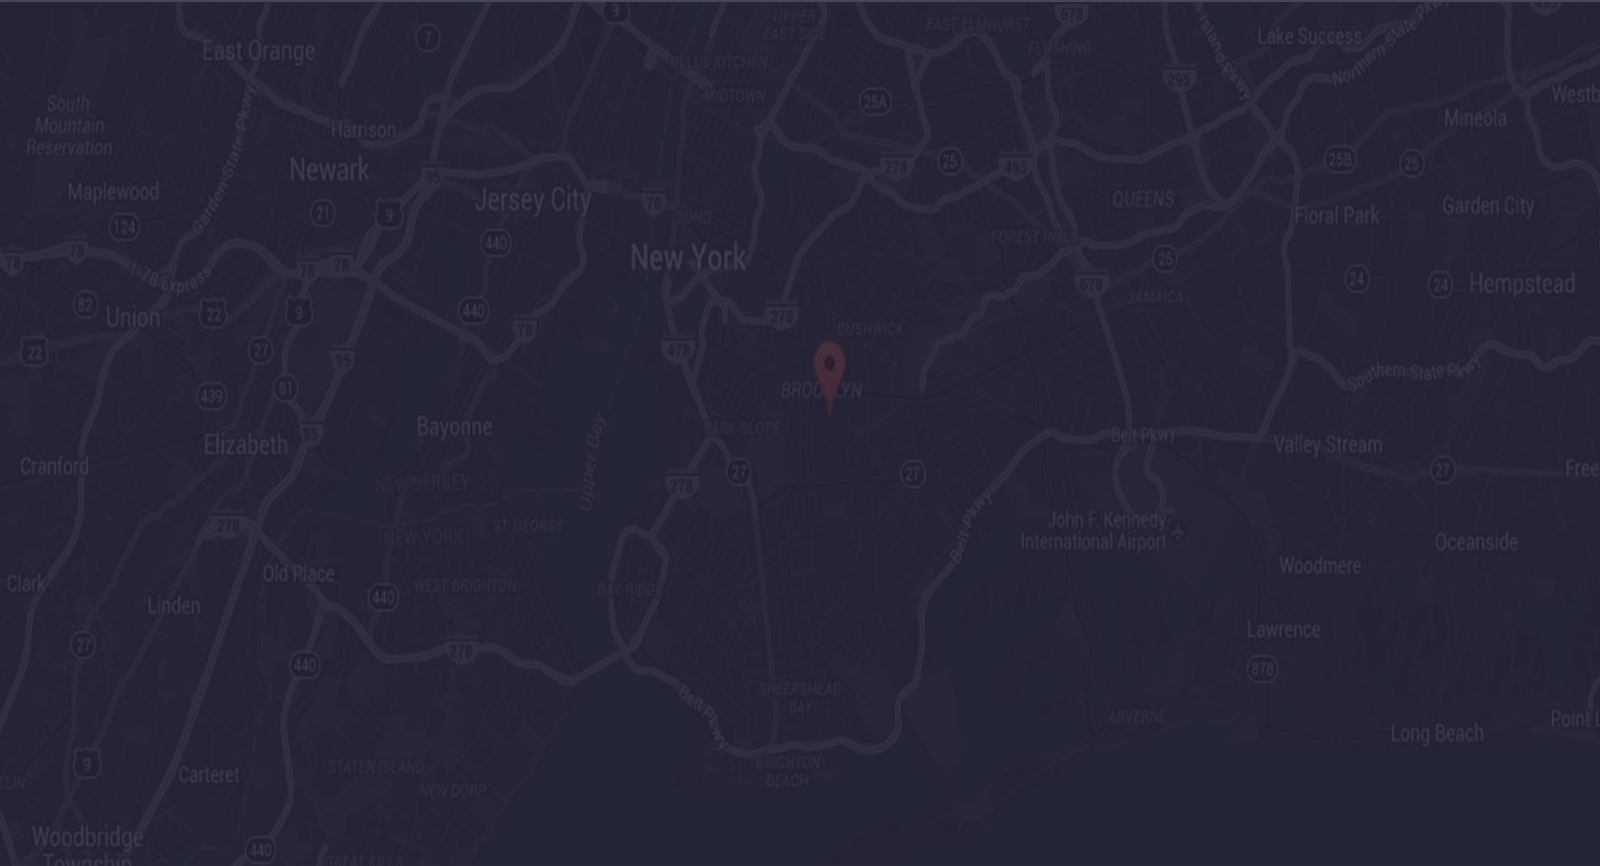 9
678
UPPER
EAST SIDE
EAST ELMHURST
Lake Success
7
East Orange
FLUSHING
Northern State Pkwy
HELL'S KITCHEN
295
MIDTOWN
25A
Westb
South
Mountain
Reservation
Garden State Pkwy
Harrison
Mineola
Newark
95
278
25
495
25B
25
Maplewood
Jersey City
78
QUEENS
124
21
9
SOHO
Floral Park
Garden City
440
FOREST HILLS
78
78
I-78 Express
78
78
New York
25
24
24
Hempstead
678
JAMAICA
82
Union
22
9
440
78
278
BUSHWICK
22
27
95
478
Southern State Pkwy
81
439
BROOKLYN
Elizabeth
95
Bayonne
Upper Bay
PARK SLOPE
Belt Pkwy
Valley Stream
Cranford
27
27
27
Free
NEW JERSEY
278
278
NEW YORK
ST. GEORGE
Belt Pkwy
John F. Kennedy
International Airport
Oceanside
Woodmere
Clark
Old Place
Linden
440
WEST BRIGHTON
BAY RIDGE
27
440
278
Lawrence
878
Belt Pkwy
SHEEPSHEAD
BAY
ARVERNE
Long Beach
Point L
9
Carteret
STATEN ISLAND
NEW DORP
BRIGHTON
BEACH
ELIN
Woodbridge
Township
440
GREAT KILLS